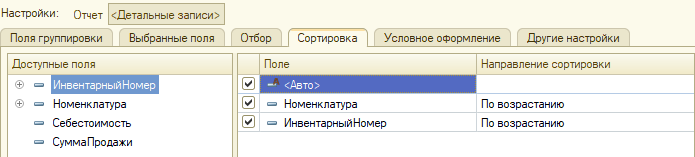 Настройки: Отчет <Детальные записи>
Поля группировки Выбранные поля Отбор Сортировка Условное оформление Другие настройки
Доступные поля Поле Направление сортировки
ИнвентарныйНомер <Авто>
Номенклатура Номенклатура По возрастанию
Себестоимость ИнвентарныйНомер По возрастанию
СуммаПродажи